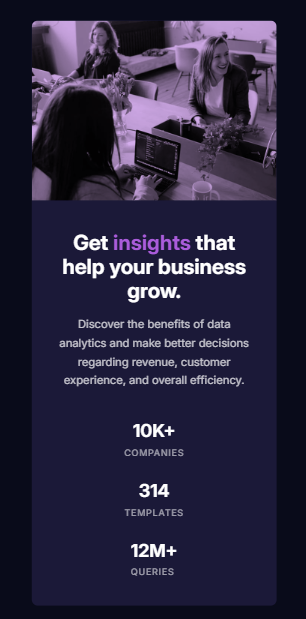 Get insights that
help your business
grow.
Discover the benefits of data
analytics and make better decisions
regarding revenue, customer
experience, and overall efficiency.
10K+
COMPANIES
314
TEMPLATES
12M+
QUERIES